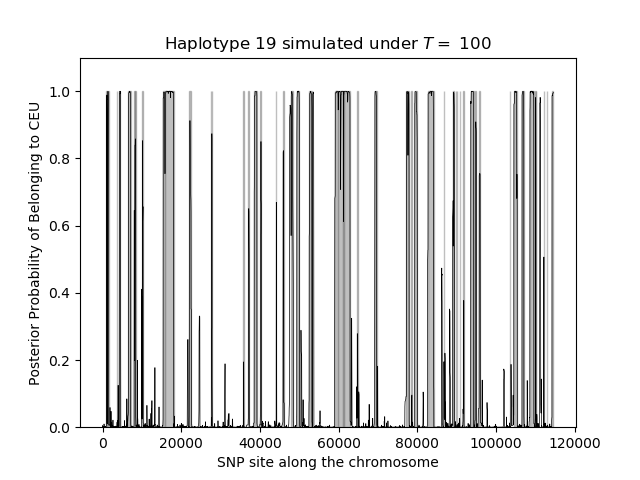 Haplotype 19 simulated under T = 100
Posterior Probability of Belonging to CEU
1.0
0.8
0.6
0.4
0.2
0.0
0 20000 40000 60000 80000 100000 120000
SNP site along the chromosome